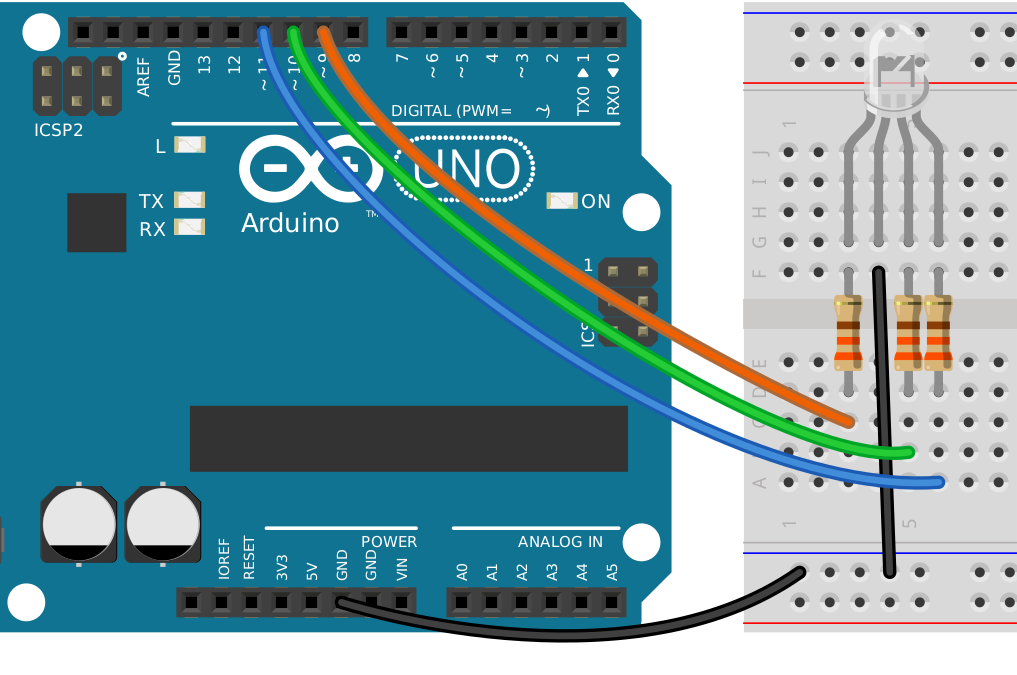 AREF
GND
13
12
~11
~10
~9
8
7
~6
~5
4
~3
2
TX0 ▶ 1
RX0 ◀ 0
ICSP2
DIGITAL (PWM= ~)
L
TX
RX
UNO
Arduino
TM
ON
1
POWER
ANALOG IN
IOREF
RESET
3V3
5V
GND
GND
VIN
A0
A1
A2
A3
A4
A5
1
J
I
H
G
F
E
D
A
1
5